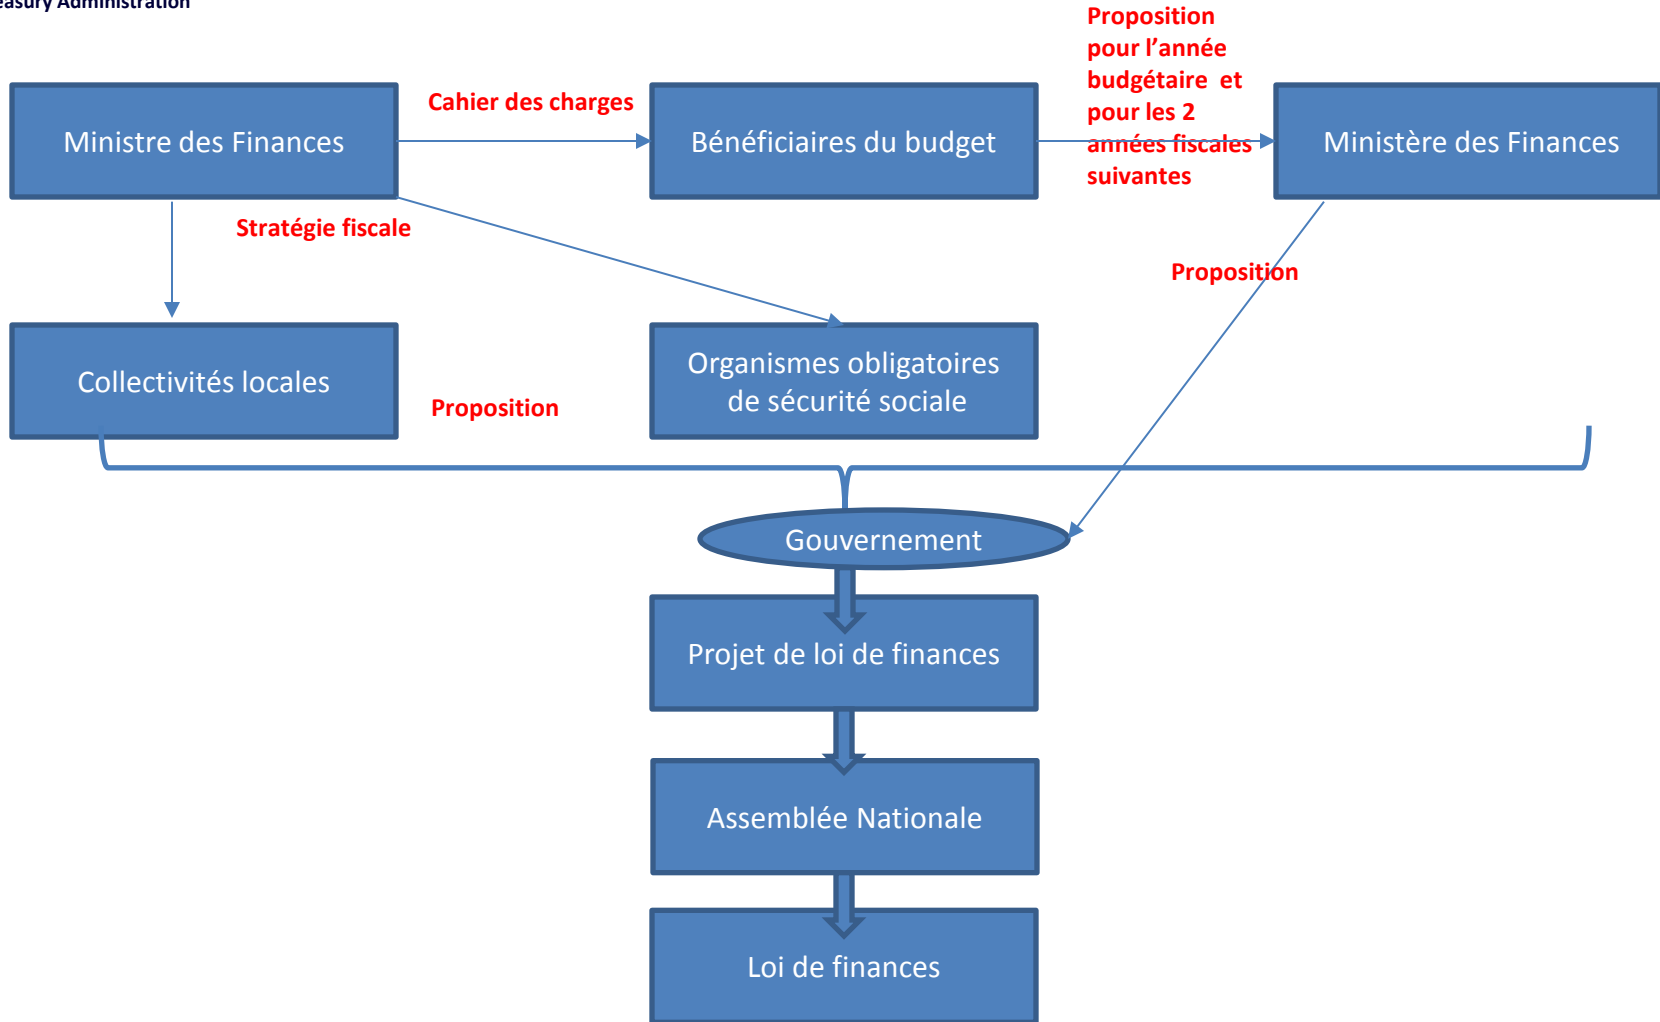 Treasury Administration
Proposition
pour l’année
budgétaire et
pour les 2
années fiscales
suivantes
Cahier des charges
Ministre des Finances
Bénéficiaires du budget
Ministère des Finances
Stratégie fiscale
Proposition
Collectivités locales
Organismes obligatoires
de sécurité sociale
Proposition
Gouvernement
Projet de loi de finances
Assemblée Nationale
Loi de finances